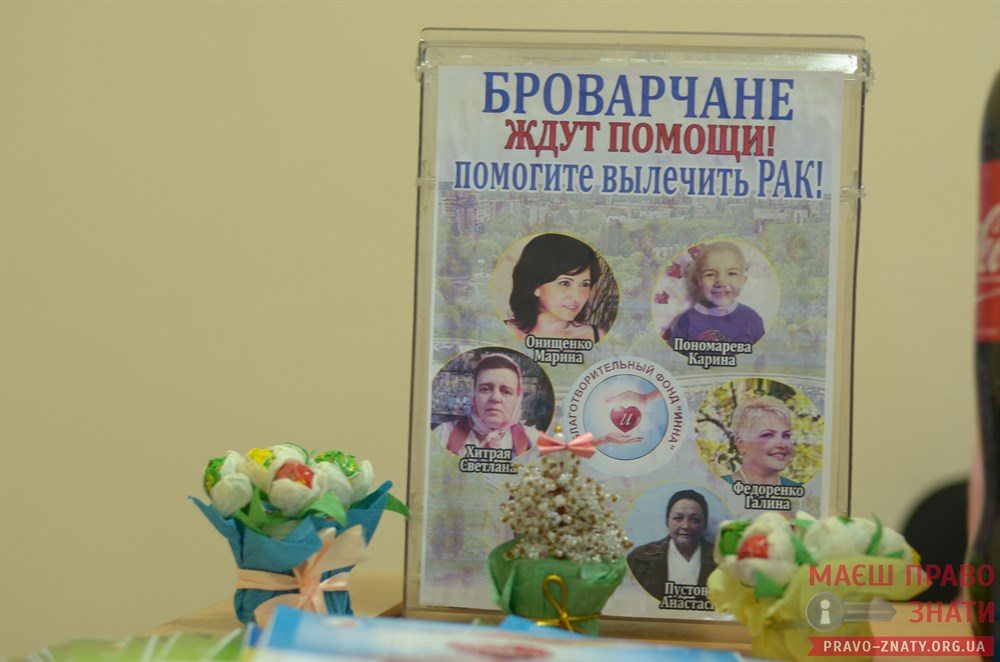 БРОВАРЧАНЕ
ЖДУТ ПОМОЩИ!
ПОМОГИТЕ ВЫЛЕЧИТЬ РАК!
Онищенко
Марина
Пономарева
Карина
Хитрая
Светлана
БЛАГОТВОРИТЕЛЬНЫЙ ФОНД "ИННА"
И
Федоренко
Галина
МАЄШ ПРАВО
ЗНАТИ
PRAVO-ZNATY.ORG.UA